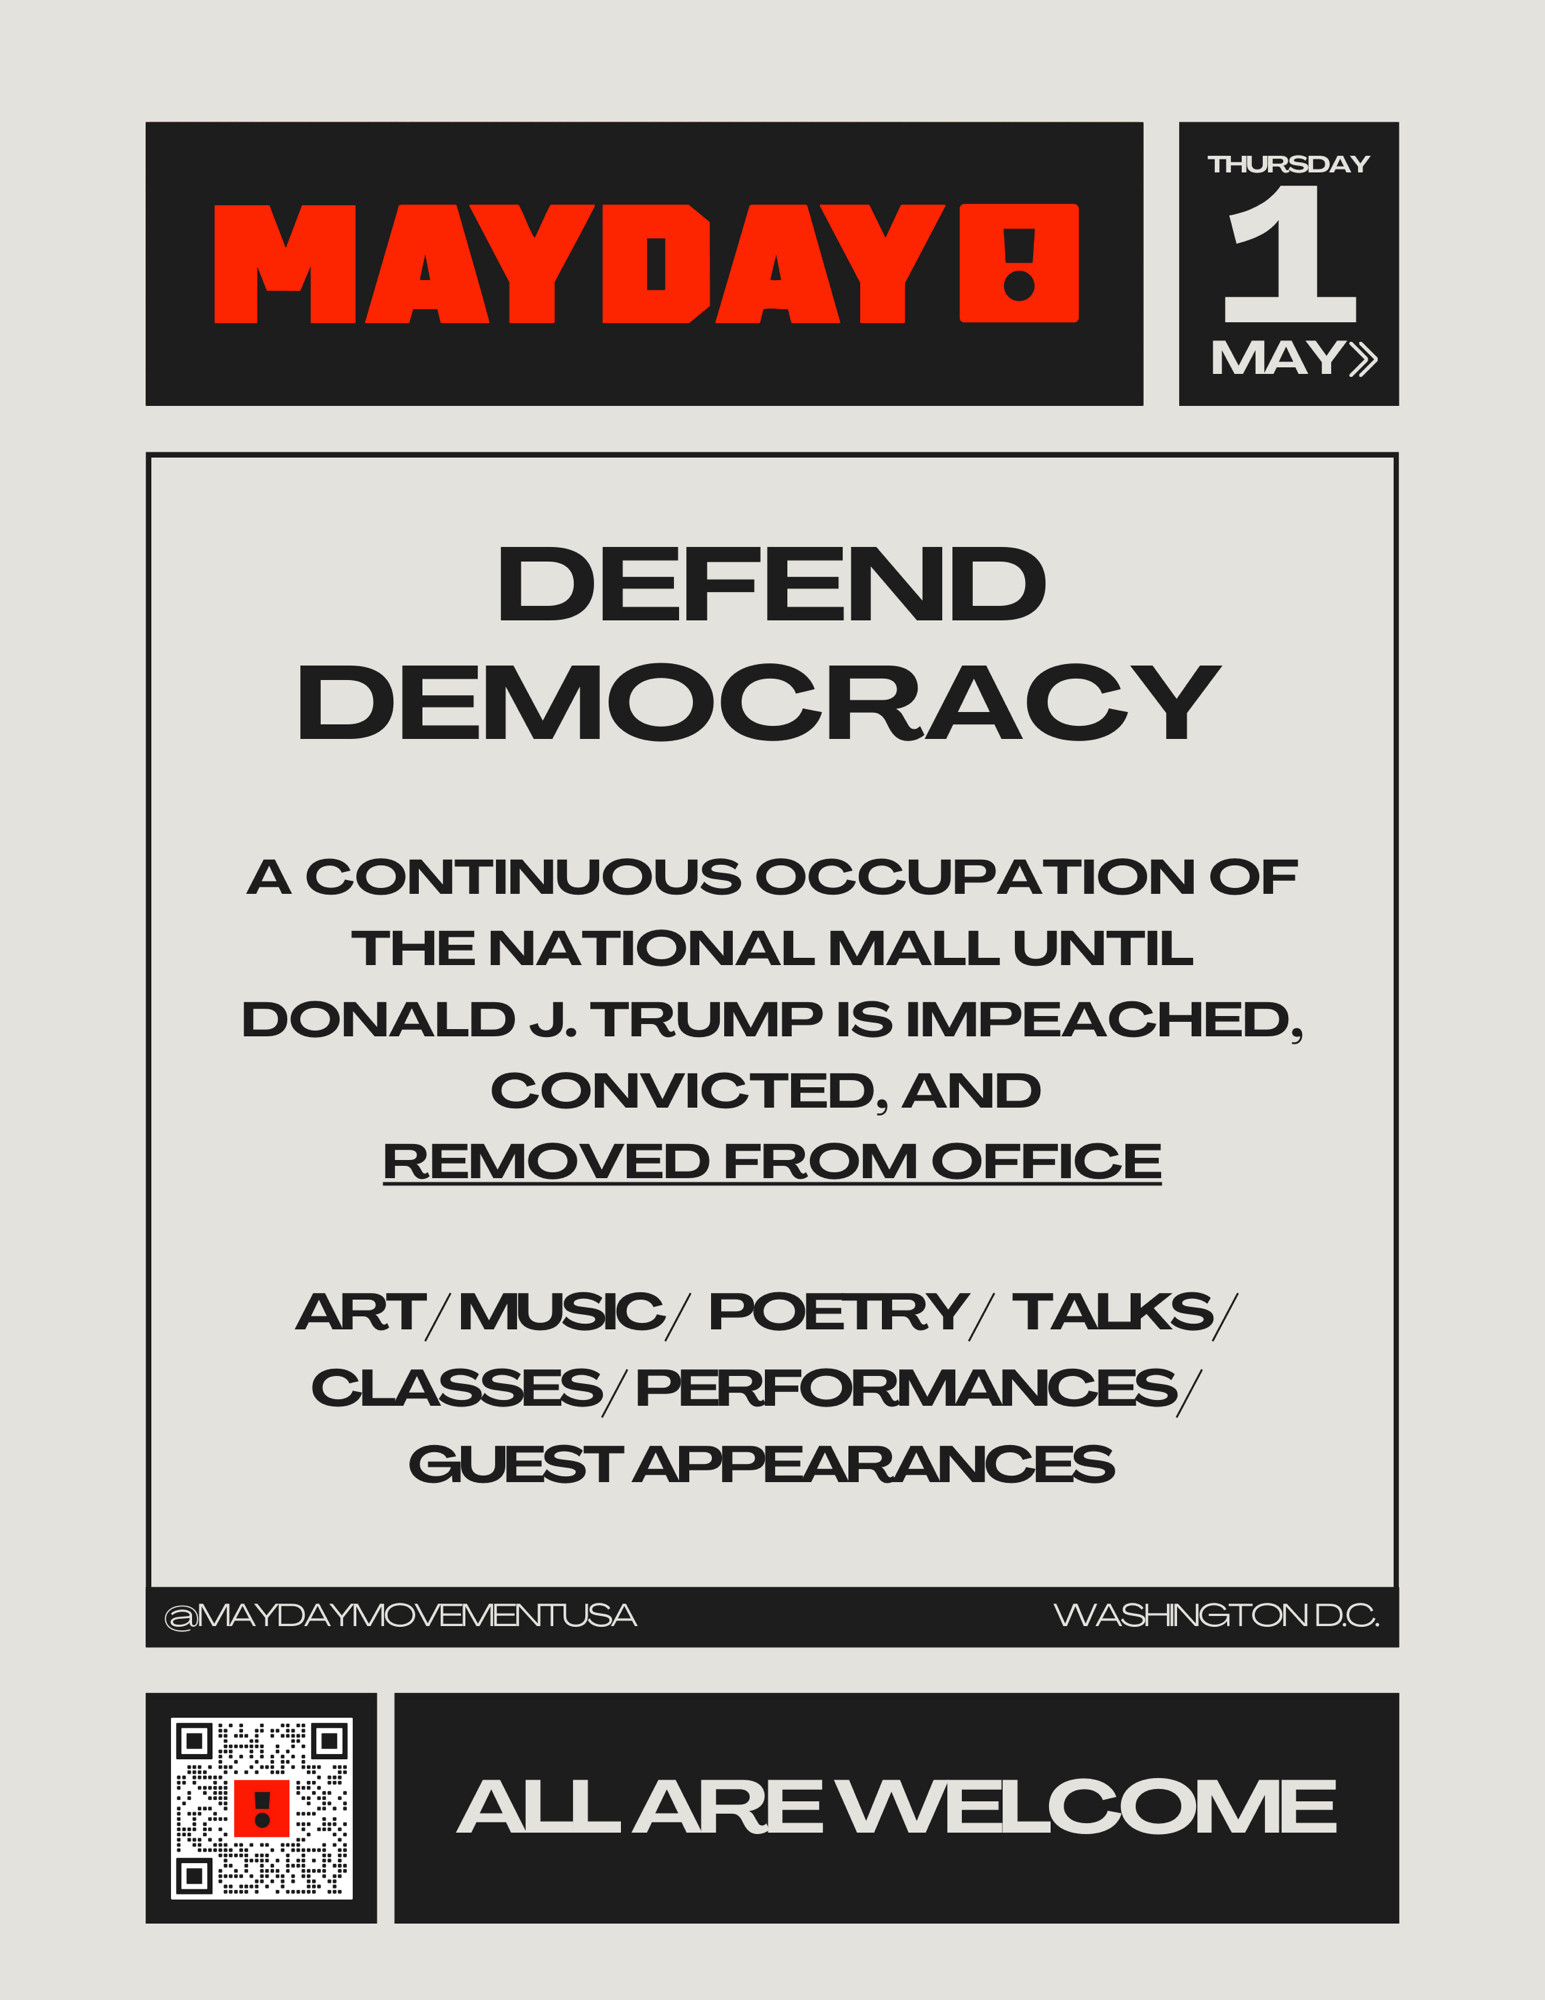 MAYDAY!
THURSDAY
1
MAY»
DEFEND
DEMOCRACY
A CONTINUOUS OCCUPATION OF
THE NATIONAL MALL UNTIL
DONALD J. TRUMP IS IMPEACHED,
CONVICTED, AND
REMOVED FROM OFFICE
ART/ MUSIC/ POETRY/ TALKS/
CLASSES/ PERFORMANCES/
GUEST APPEARANCES
@MAYDAYMOVEMENTUSA
WASHINGTON D.C.
!
ALL ARE WELCOME